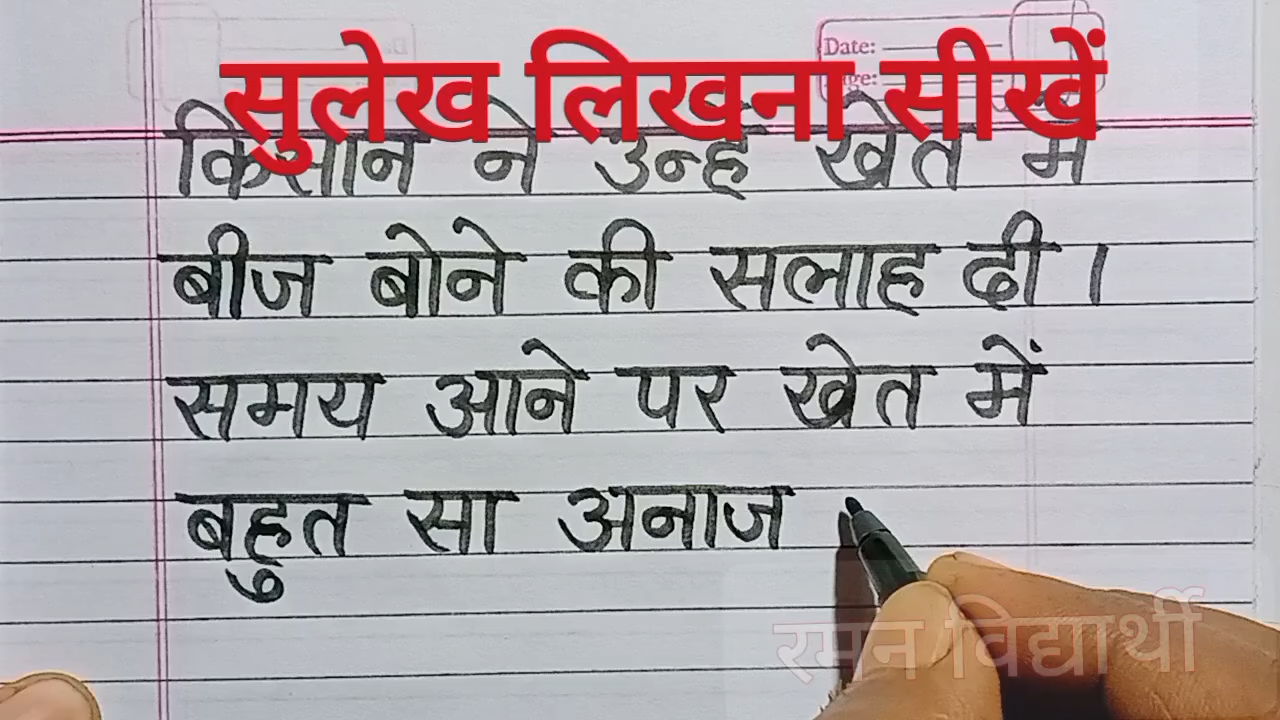 Date:
सुलेख लिखना सीखें
किसान ने उन्हें खेत में
बीज बोने की सलाह दी ।
समय आने पर खेत में
बहुत सा अनाज
रमन विद्यार्थी